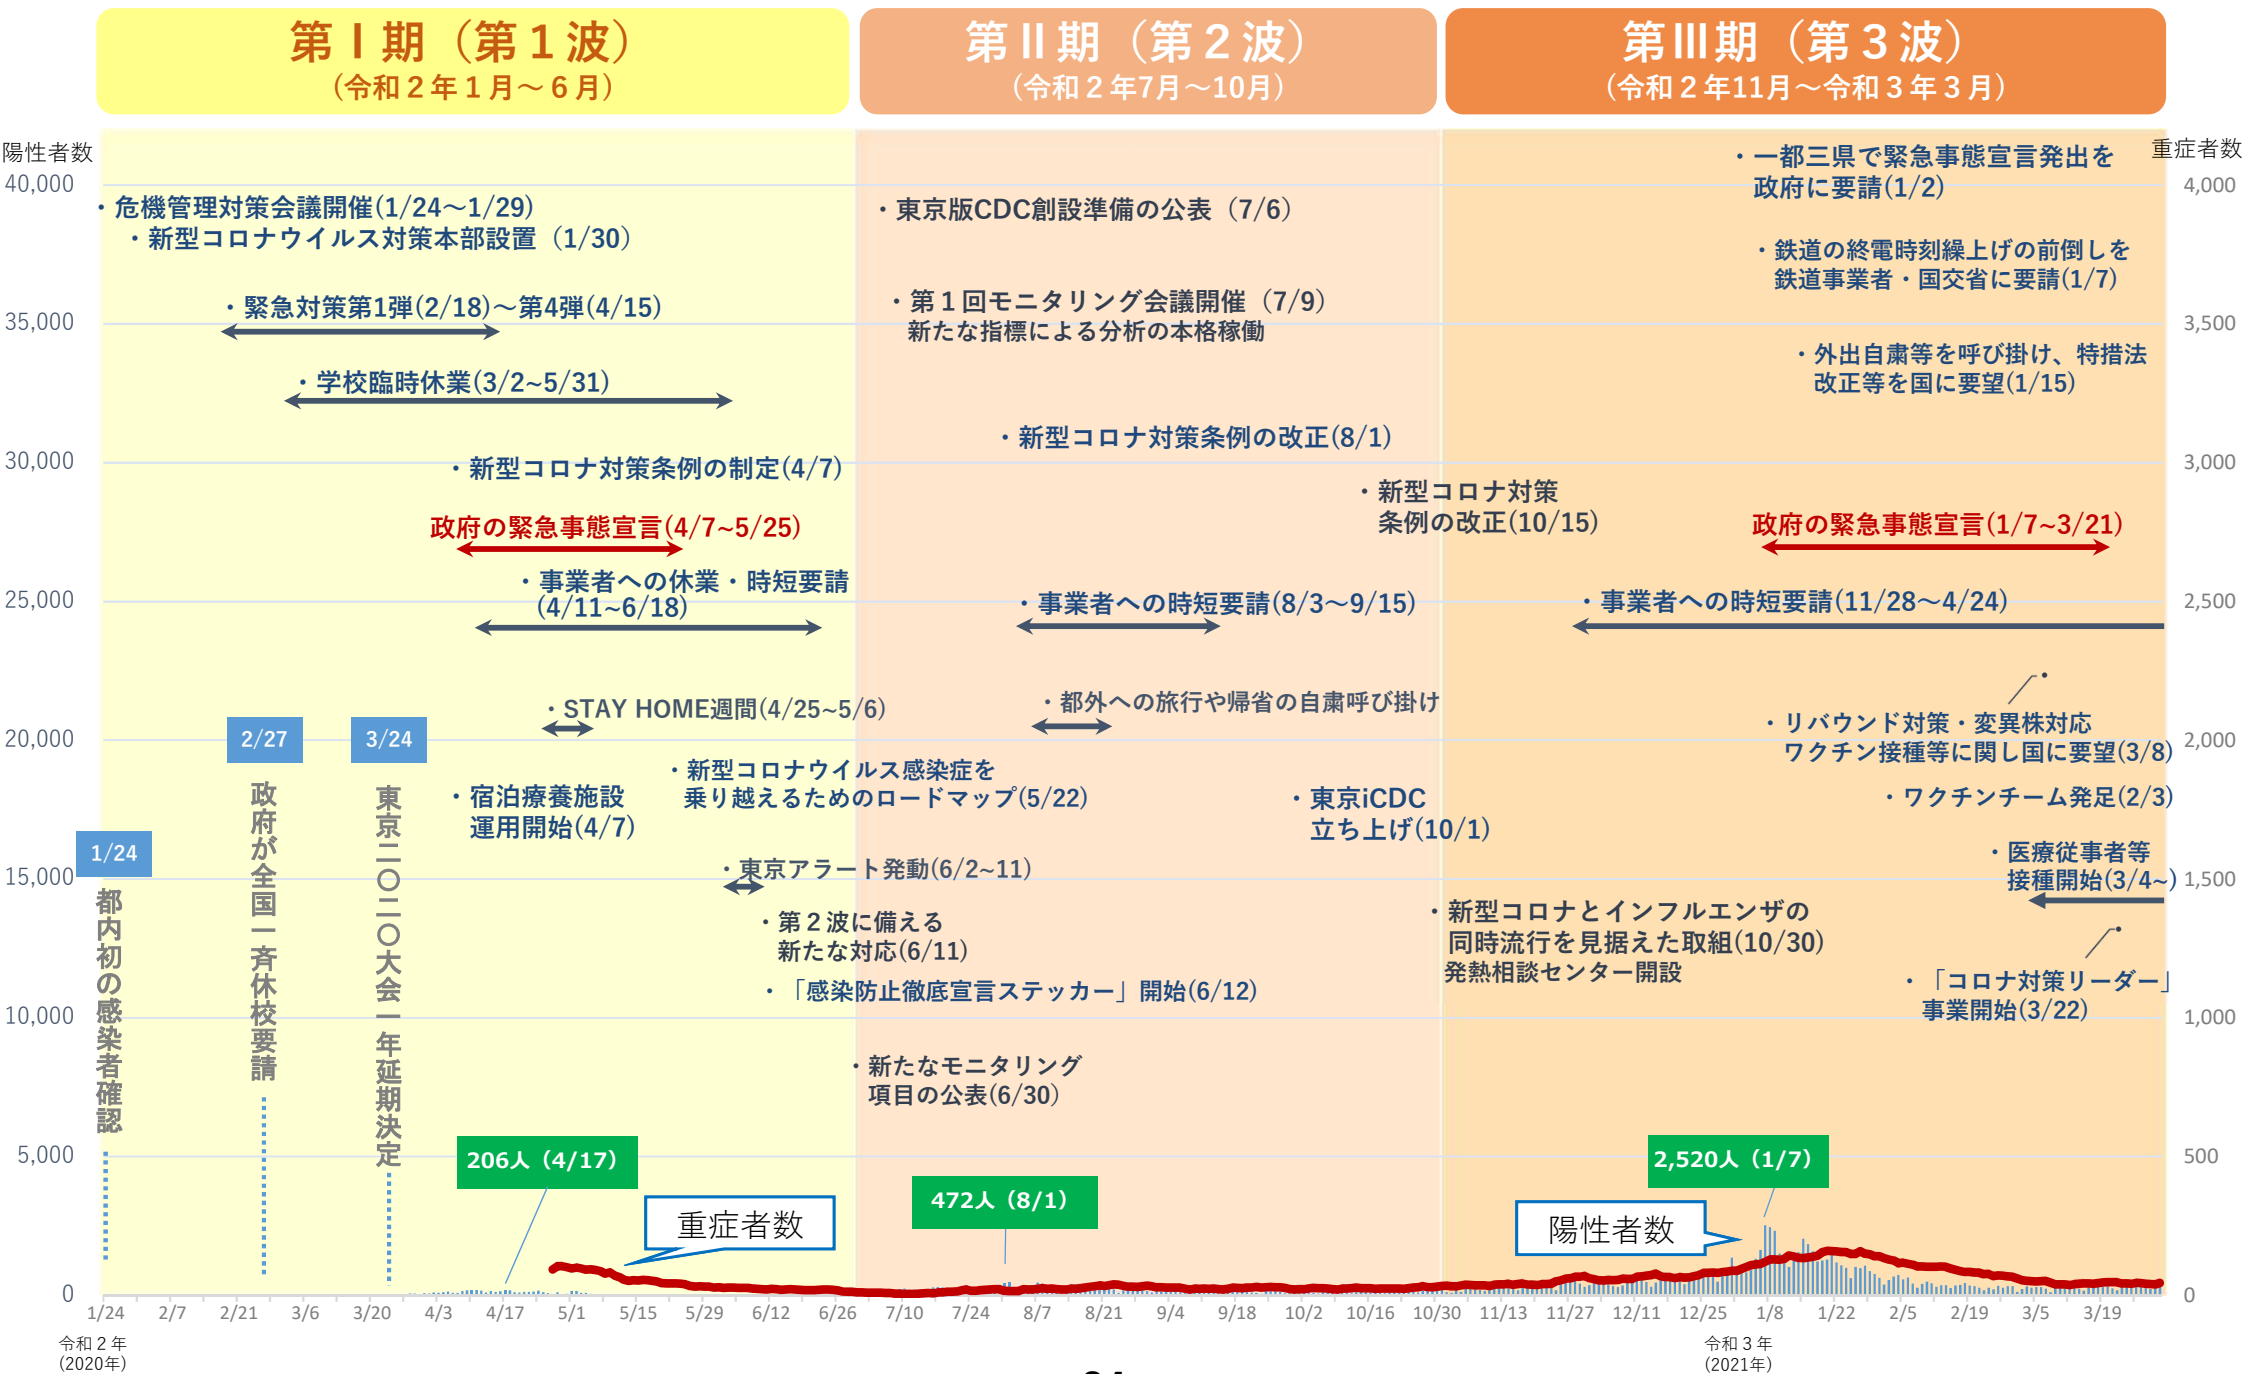 第Ⅰ期（第１波）
(令和２年１月～６月)
第Ⅱ期（第２波）
(令和２年7月～10月)
第Ⅲ期（第３波）
(令和２年11月～令和３年３月)
陽性者数
重症者数
40,000
35,000
30,000
25,000
20,000
15,000
10,000
5,000
0
4,000
3,500
3,000
2,500
2,000
1,500
1,000
500
0
・危機管理対策会議開催(1/24～1/29)
・新型コロナウイルス対策本部設置（1/30）
・緊急対策第1弾(2/18)～第4弾(4/15)
・学校臨時休業(3/2~5/31)
・新型コロナ対策条例の制定(4/7)
政府の緊急事態宣言(4/7~5/25)
・事業者への休業・時短要請
(4/11~6/18)
・STAY HOME週間(4/25~5/6)
2/27
政府が全国一斉休校要請
3/24
東京二〇二〇大会一年延期決定
1/24
都内初の感染者確認
・宿泊療養施設
運用開始(4/7)
・新型コロナウイルス感染症を
乗り越えるためのロードマップ(5/22)
・東京アラート発動(6/2~11)
・第２波に備える
新たな対応(6/11)
・「感染防止徹底宣言ステッカー」開始(6/12)
・新たなモニタリング
項目の公表(6/30）
206人（4/17）
重症者数
・東京版CDC創設準備の公表（7/6）
・第１回モニタリング会議開催（7/9）
新たな指標による分析の本格稼働
・新型コロナ対策条例の改正(8/1)
・新型コロナ対策
条例の改正(10/15)
・事業者への時短要請(8/3～9/15)
・都外への旅行や帰省の自粛呼び掛け
・東京iCDC
立ち上げ(10/1)
・新型コロナとインフルエンザの
同時流行を見据えた取組(10/30)
発熱相談センター開設
472人（8/1）
・一都三県で緊急事態宣言発出を
政府に要請(1/2)
・鉄道の終電時刻繰上げの前倒しを
鉄道事業者・国交省に要請(1/7)
・外出自粛等を呼び掛け、特措法
改正等を国に要望(1/15)
政府の緊急事態宣言(1/7~3/21)
・事業者への時短要請(11/28～4/24)
・リバウンド対策・変異株対応
ワクチン接種等に関し国に要望(3/8)
・ワクチンチーム発足(2/3)
・医療従事者等
接種開始(3/4~)
・「コロナ対策リーダー」
事業開始(3/22)
2,520人（1/7）
陽性者数
1/24 2/7 2/21 3/6 3/20 4/3 4/17 5/1 5/15 5/29 6/12 6/26 7/10 7/24 8/7 8/21 9/4 9/18 10/2 10/16 10/30 11/13 11/27 12/11 12/25 1/8 1/22 2/5 2/19 3/5 3/19
令和２年
(2020年)
令和３年
(2021年)